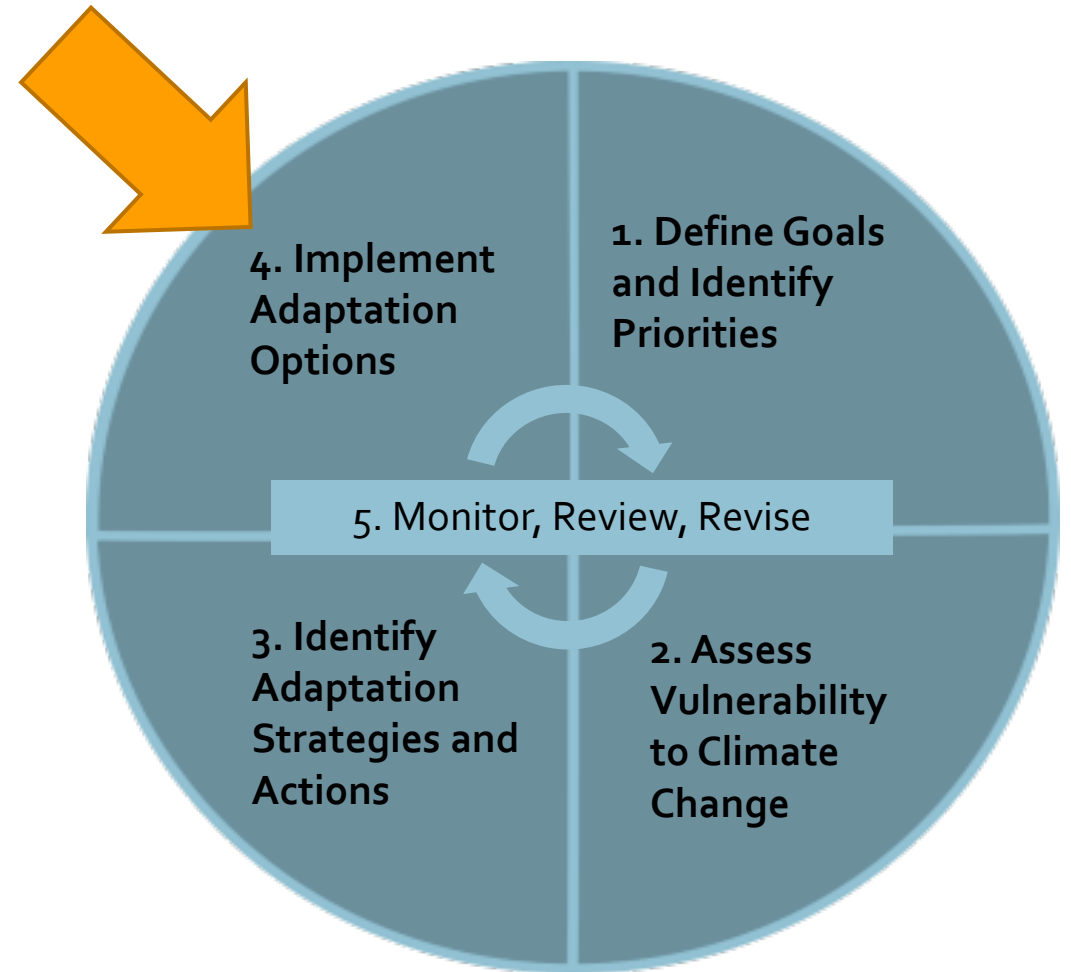 1. Define Goals
and Identify
Priorities
2. Assess
Vulnerability
to Climate
Change
3. Identify
Adaptation
Strategies and
Actions
4. Implement
Adaptation
Options
5. Monitor, Review, Revise